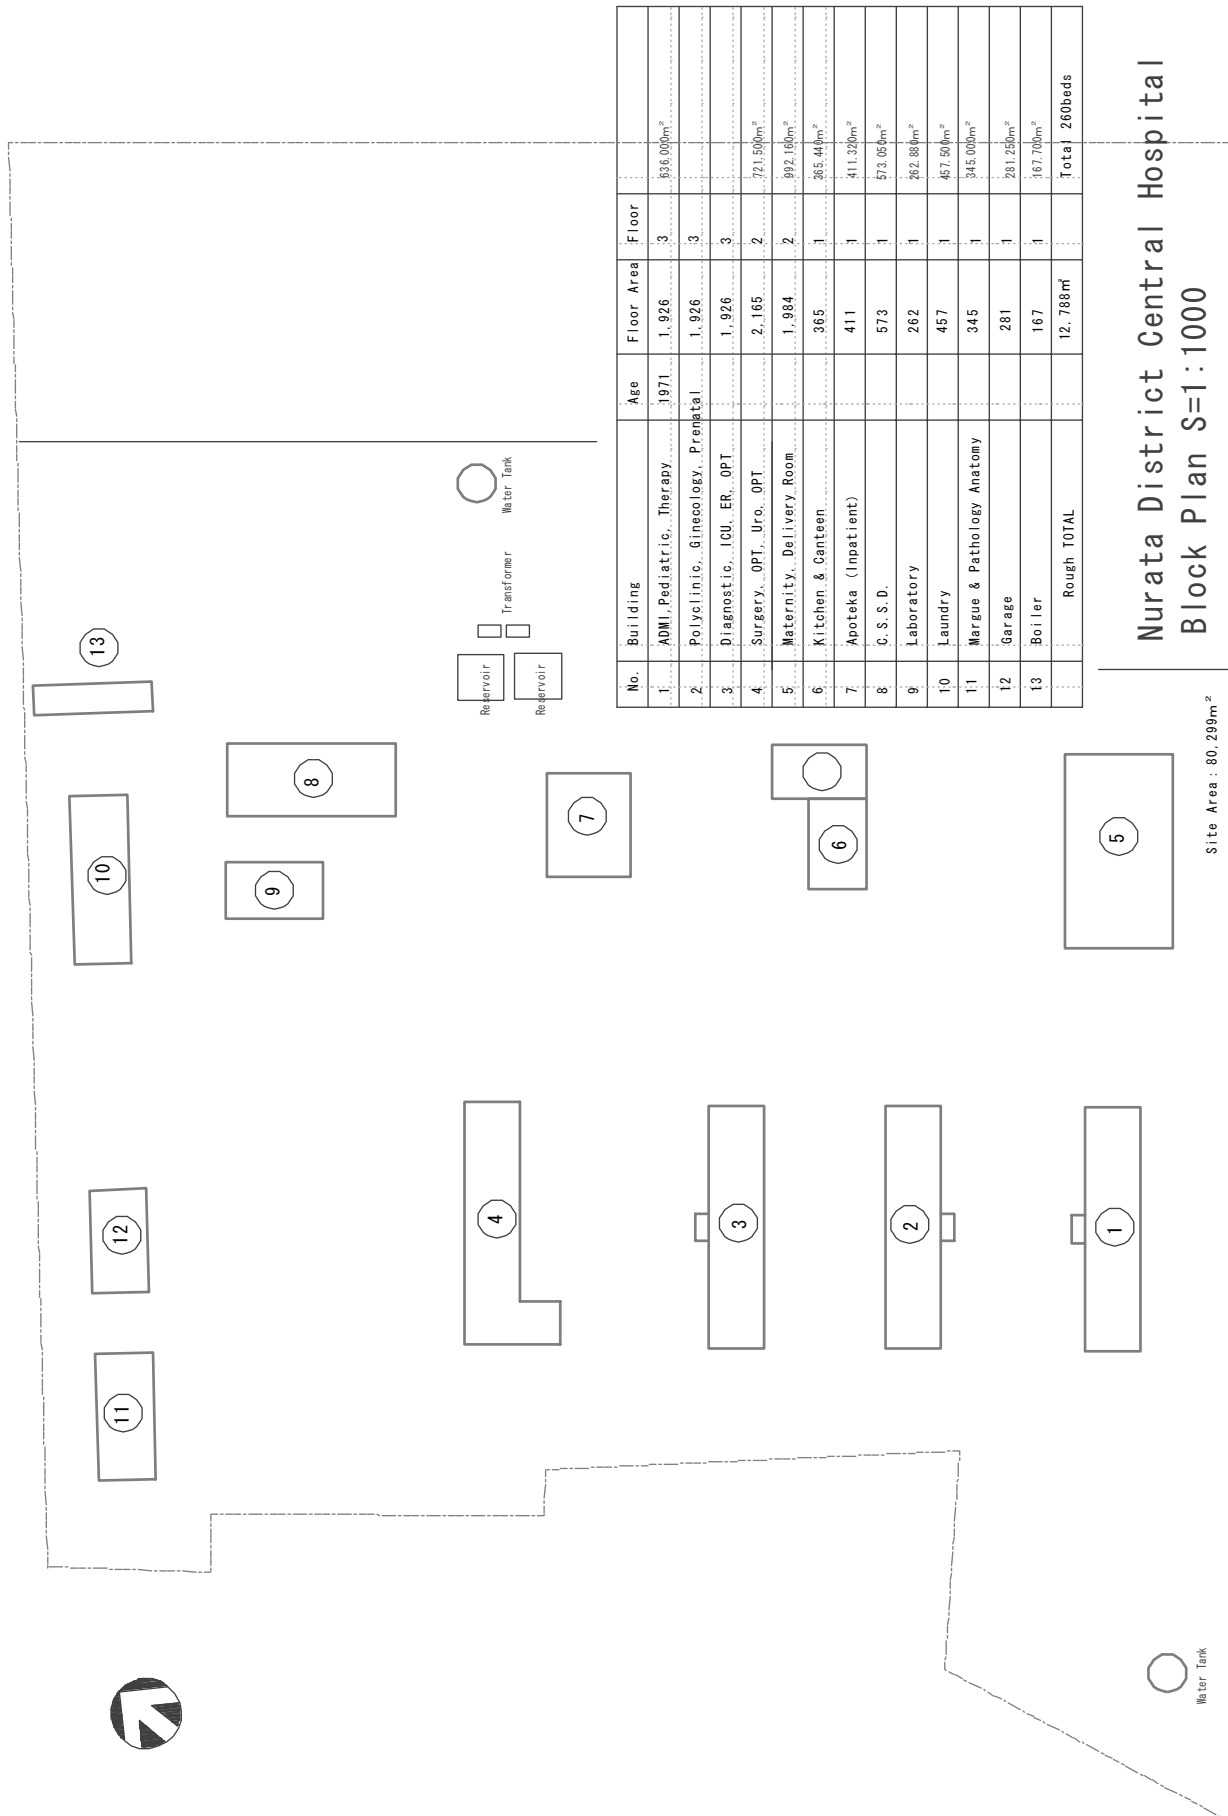 Nurata District Central Hospital
Block Plan S=1:1000
Site Area: 80,299m²
No. Building Age Floor Area Floor
1 ADMI,Pediatric, Therapy 1971 1,926 3 636.000m²
2 Polyclinic, Ginecology, Prenatal 1,926 3
3 Diagnostic, ICU, ER, OPT 1,926 3
4 Surgery, OPT, Uro, OPT 2,165 2 721.500m²
5 Maternity, Delivery Room 1,984 2 992.160m²
6 Kitchen & Canteen 365 1 365.440m²
7 Apoteka (Inpatient) 411 1 411.320m²
8 C.S.S.D. 573 1 573.050m²
9 Laboratory 262 1 262.880m²
10 Laundry 457 1 457.500m²
11 Margue & Pathology Anatomy 345 1 345.000m²
12 Garage 281 1 281.250m²
13 Boiler 167 1 167.700m²
Rough TOTAL 12,788㎡ Total 260beds
11
12
10
13
9
8
Reservoir
Reservoir
Transformer
Water Tank
4
7
3
6
2
1
5
Water Tank